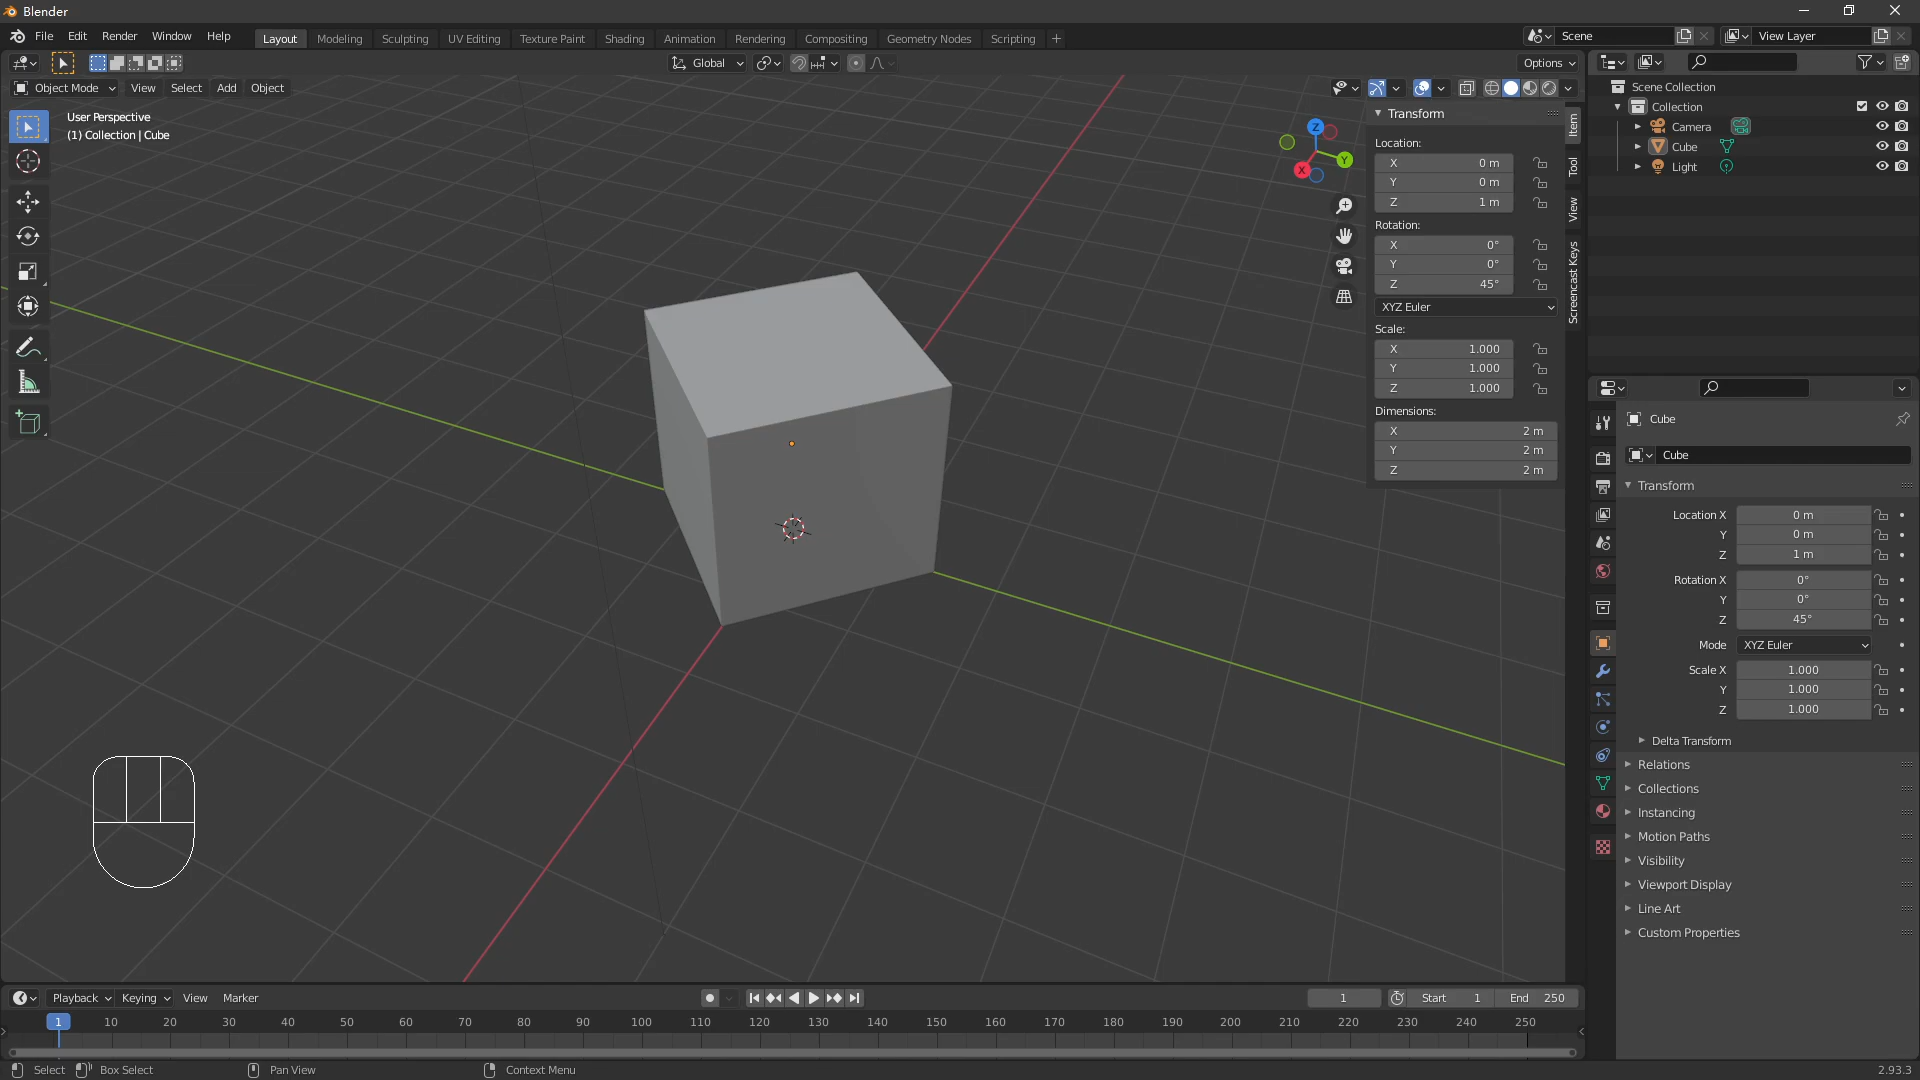 Blender
File Edit Render Window Help
Layout Modeling Sculpting UV Editing Texture Paint Shading Animation Rendering Compositing Geometry Nodes Scripting +
Scene
View Layer
Global
Options
Object Mode View Select Add Object
User Perspective
(1) Collection | Cube
Z
Y
X
Transform
Location:
X 0 m
Y 0 m
Z 1 m
Rotation:
X 0°
Y 0°
Z 45°
XYZ Euler
Scale:
X 1.000
Y 1.000
Z 1.000
Dimensions:
X 2 m
Y 2 m
Z 2 m
Item
Tool
View
Screencast Keys
Scene Collection
Collection
Camera
Cube
Light
Cube
Cube
Transform
Location X 0 m
Y 0 m
Z 1 m
Rotation X 0°
Y 0°
Z 45°
Mode XYZ Euler
Scale X 1.000
Y 1.000
Z 1.000
Delta Transform
Relations
Collections
Instancing
Motion Paths
Visibility
Viewport Display
Line Art
Custom Properties
Playback Keying View Marker
1 Start 1 End 250
1 10 20 30 40 50 60 70 80 90 100 110 120 130 140 150 160 170 180 190 200 210 220 230 240 250
Select Box Select Pan View Context Menu 2.93.3